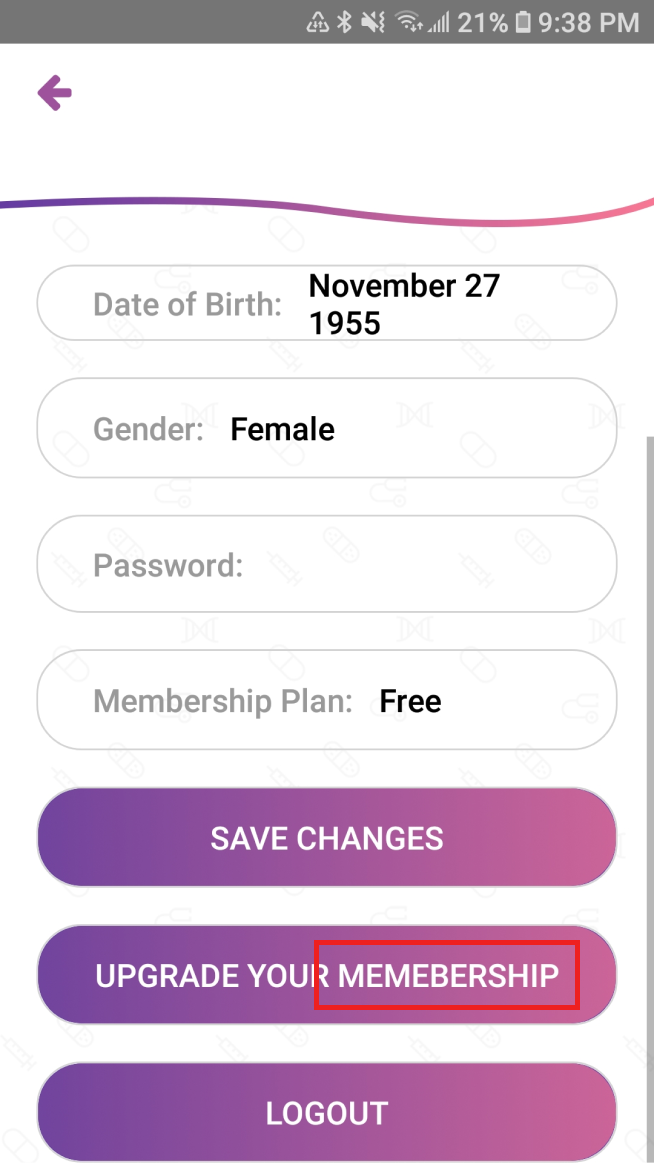 21% 9:38 PM
Date of Birth: November 27
1955
Gender: Female
Password:
Membership Plan: Free
SAVE CHANGES
UPGRADE YOUR MEMEBERSHIP
LOGOUT